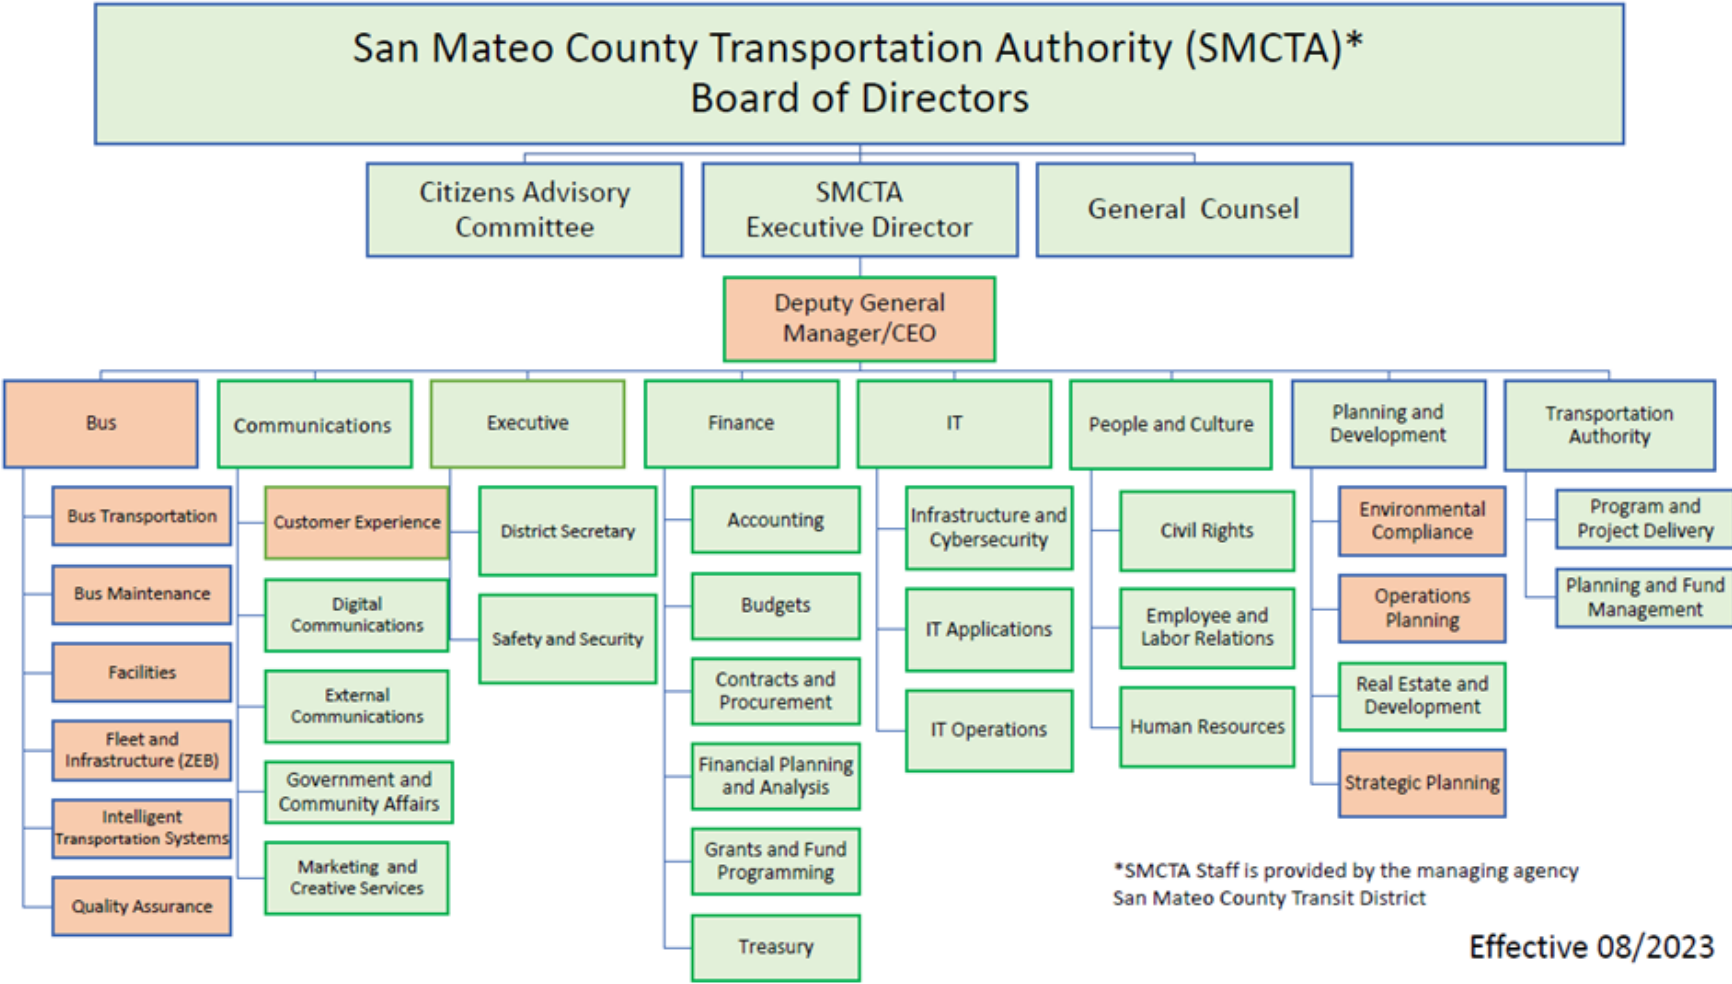 San Mateo County Transportation Authority (SMCTA)*
Board of Directors
Citizens Advisory
Committee
SMCTA
Executive Director
General Counsel
Deputy General
Manager/CEO
Bus
Communications
Executive
Finance
IT
People and Culture
Planning and
Development
Transportation
Authority
Bus Transportation
Bus Maintenance
Facilities
Fleet and
Infrastructure (ZEB)
Intelligent
Transportation Systems
Quality Assurance
Customer Experience
Digital
Communications
External
Communications
Government and
Community Affairs
Marketing and
Creative Services
District Secretary
Safety and Security
Accounting
Budgets
Contracts and
Procurement
Financial Planning
and Analysis
Grants and Fund
Programming
Treasury
Infrastructure and
Cybersecurity
IT Applications
IT Operations
Civil Rights
Employee and
Labor Relations
Human Resources
Environmental
Compliance
Operations
Planning
Real Estate and
Development
Strategic Planning
Program and
Project Delivery
Planning and Fund
Management
*SMCTA Staff is provided by the managing agency
San Mateo County Transit District
Effective 08/2023